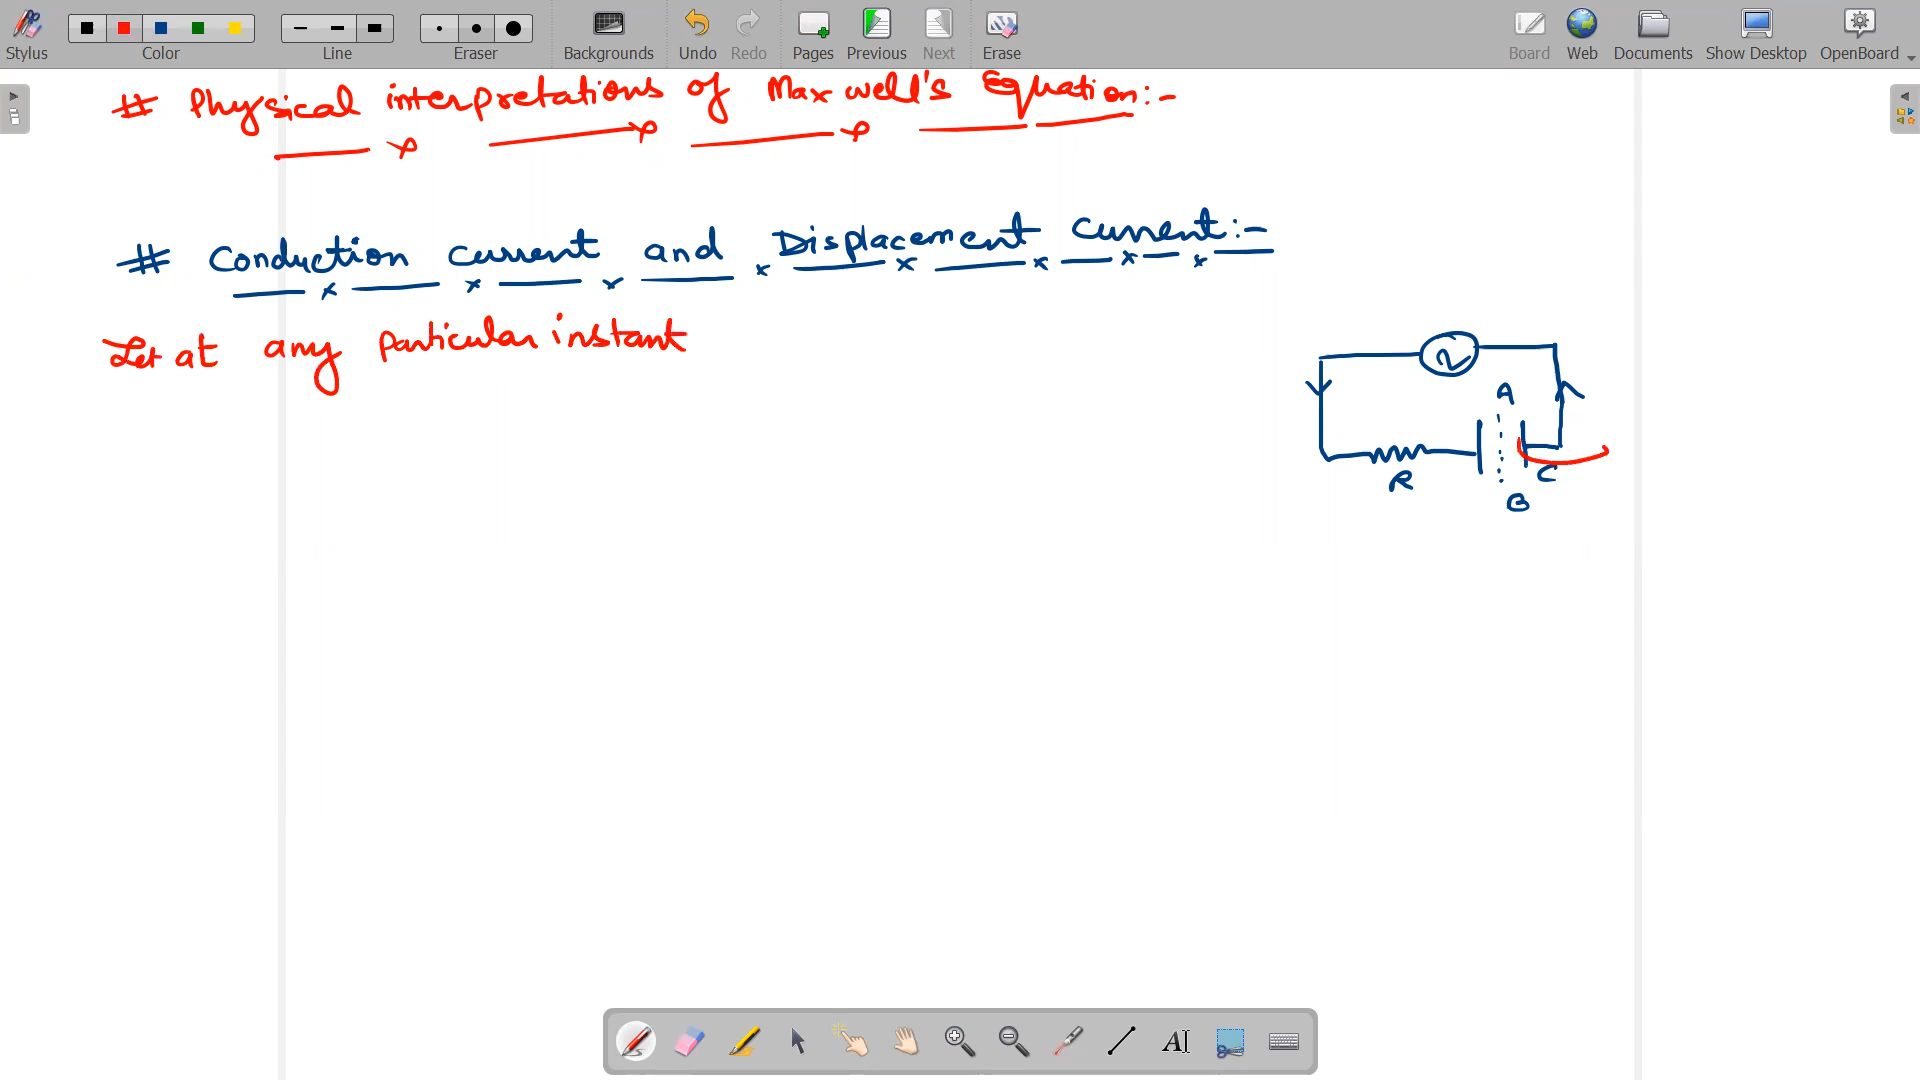 Stylus Color Line Eraser Backgrounds Undo Redo Pages Previous Next Erase Board Web Documents Show Desktop OpenBoard
# Physical interpretations of Maxwell's Equation:-
# Conduction current and Displacement current:-
Let at any particular instant
A
R
C
B
AI